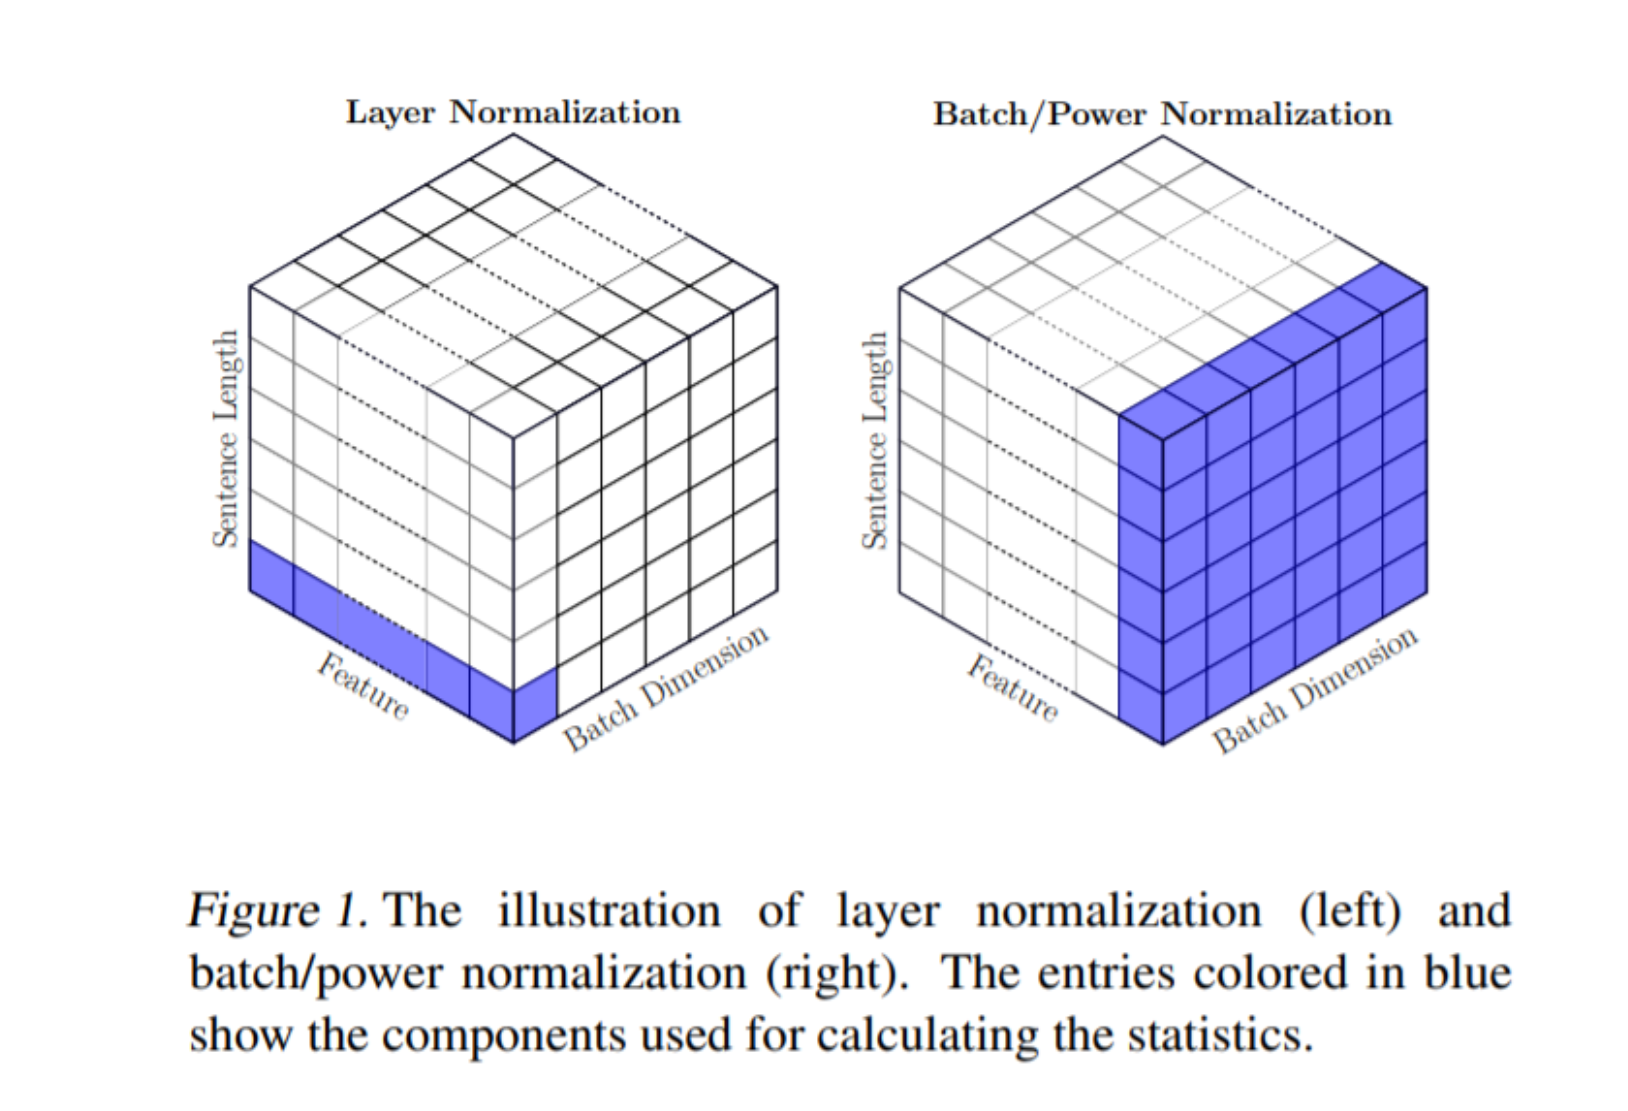 Layer Normalization
Sentence Length
Feature
Batch Dimension
Batch/Power Normalization
Sentence Length
Feature
Batch Dimension
Figure 1. The illustration of layer normalization (left) and
batch/power normalization (right). The entries colored in blue
show the components used for calculating the statistics.